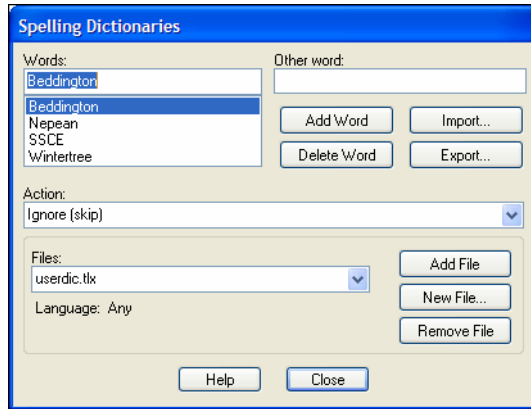 Spelling Dictionaries
Words:
Other word:
Beddington
Beddington
Nepean
SSCE
Wintertree
Add Word
Import...
Delete Word
Export...
Action:
Ignore (skip)
Files:
userdic.tlx
Language: Any
Add File
New File...
Remove File
Help
Close